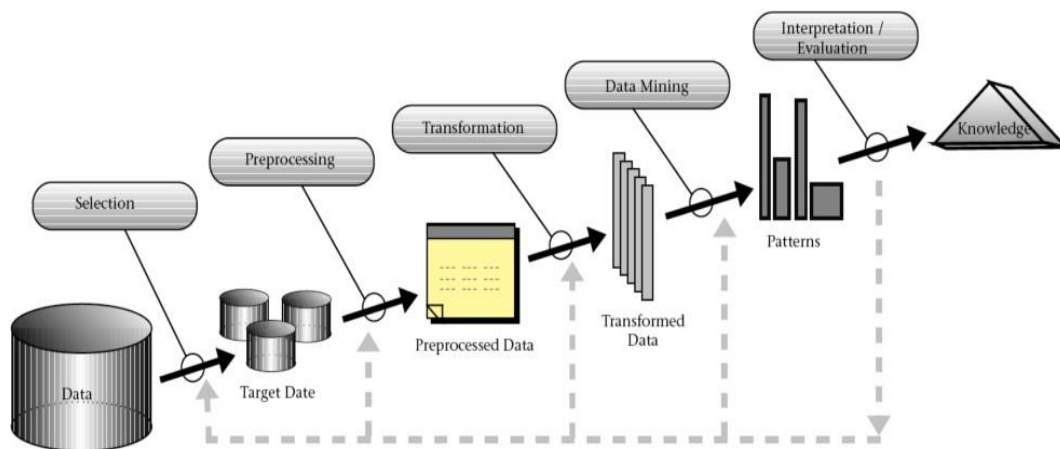 Interpretation /
Evaluation
Data Mining
Transformation
Preprocessing
Selection
Knowledge
Patterns
Transformed
Data
Preprocessed Data
Target Date
Data